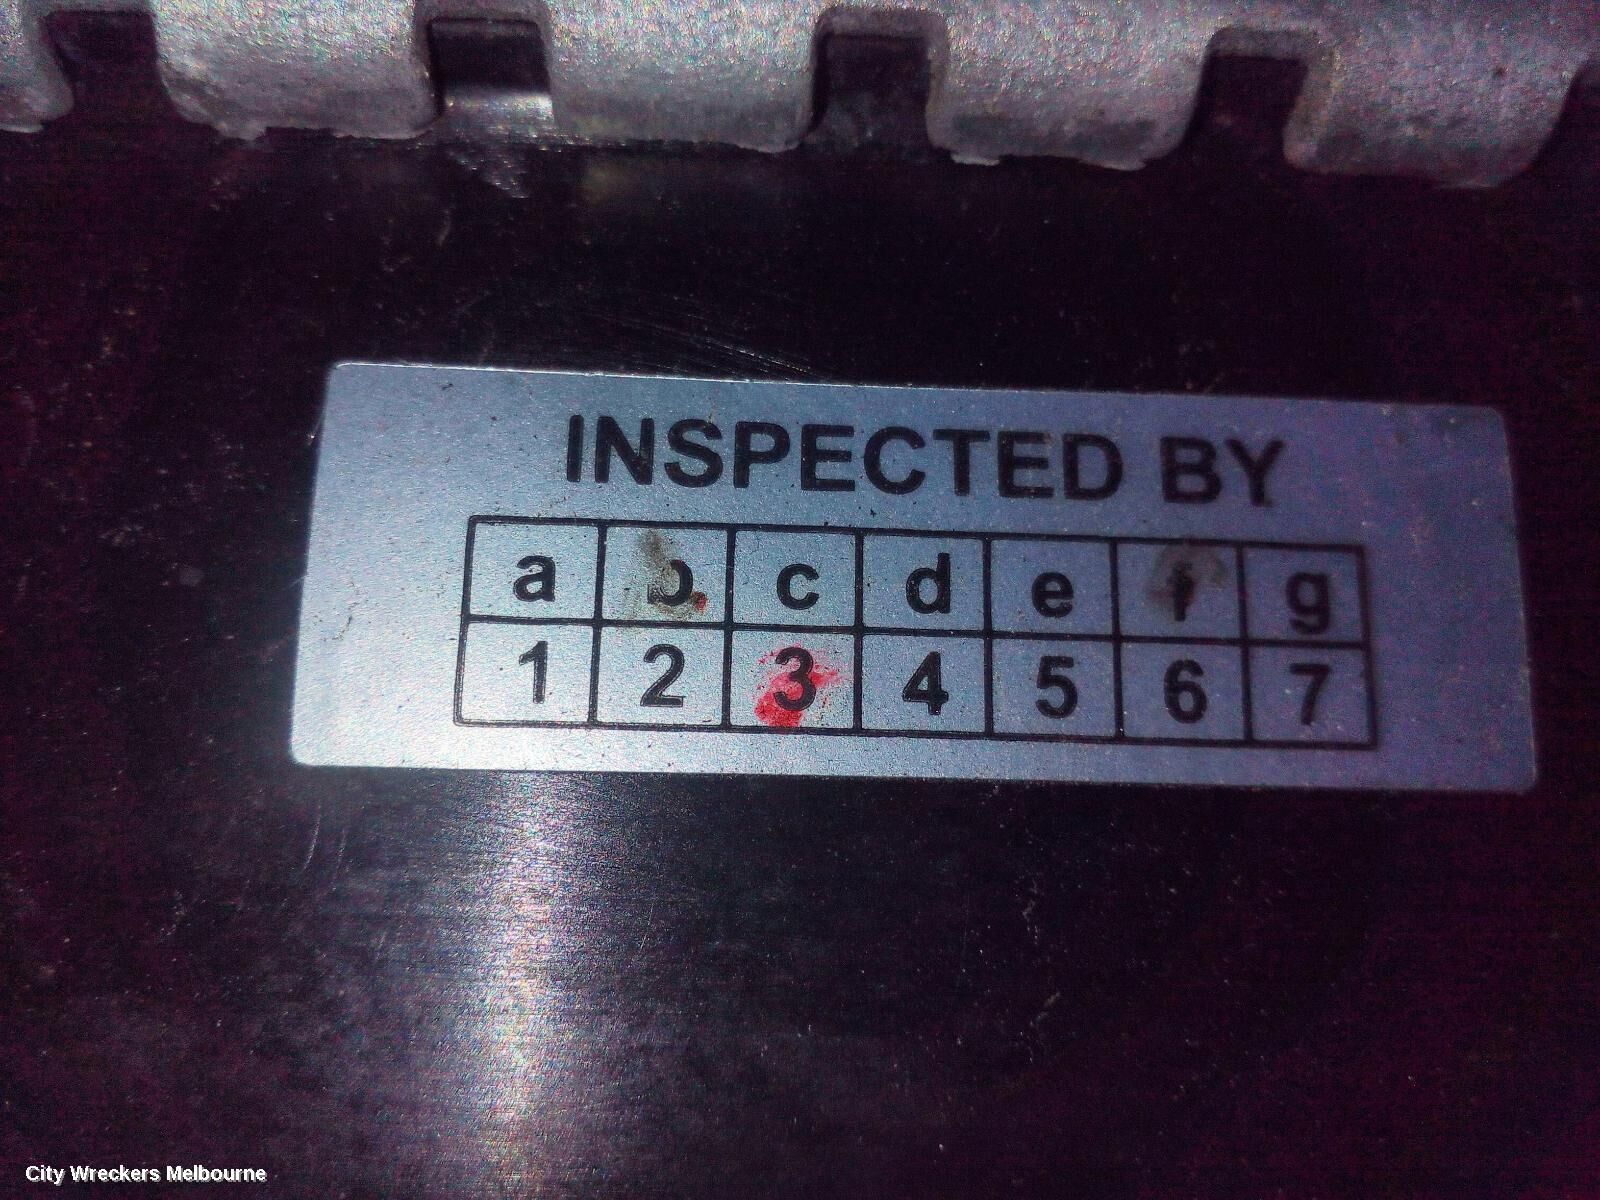 INSPECTED BY
a b c d e f g
1 2 3 4 5 6 7
City Wreckers Melbourne